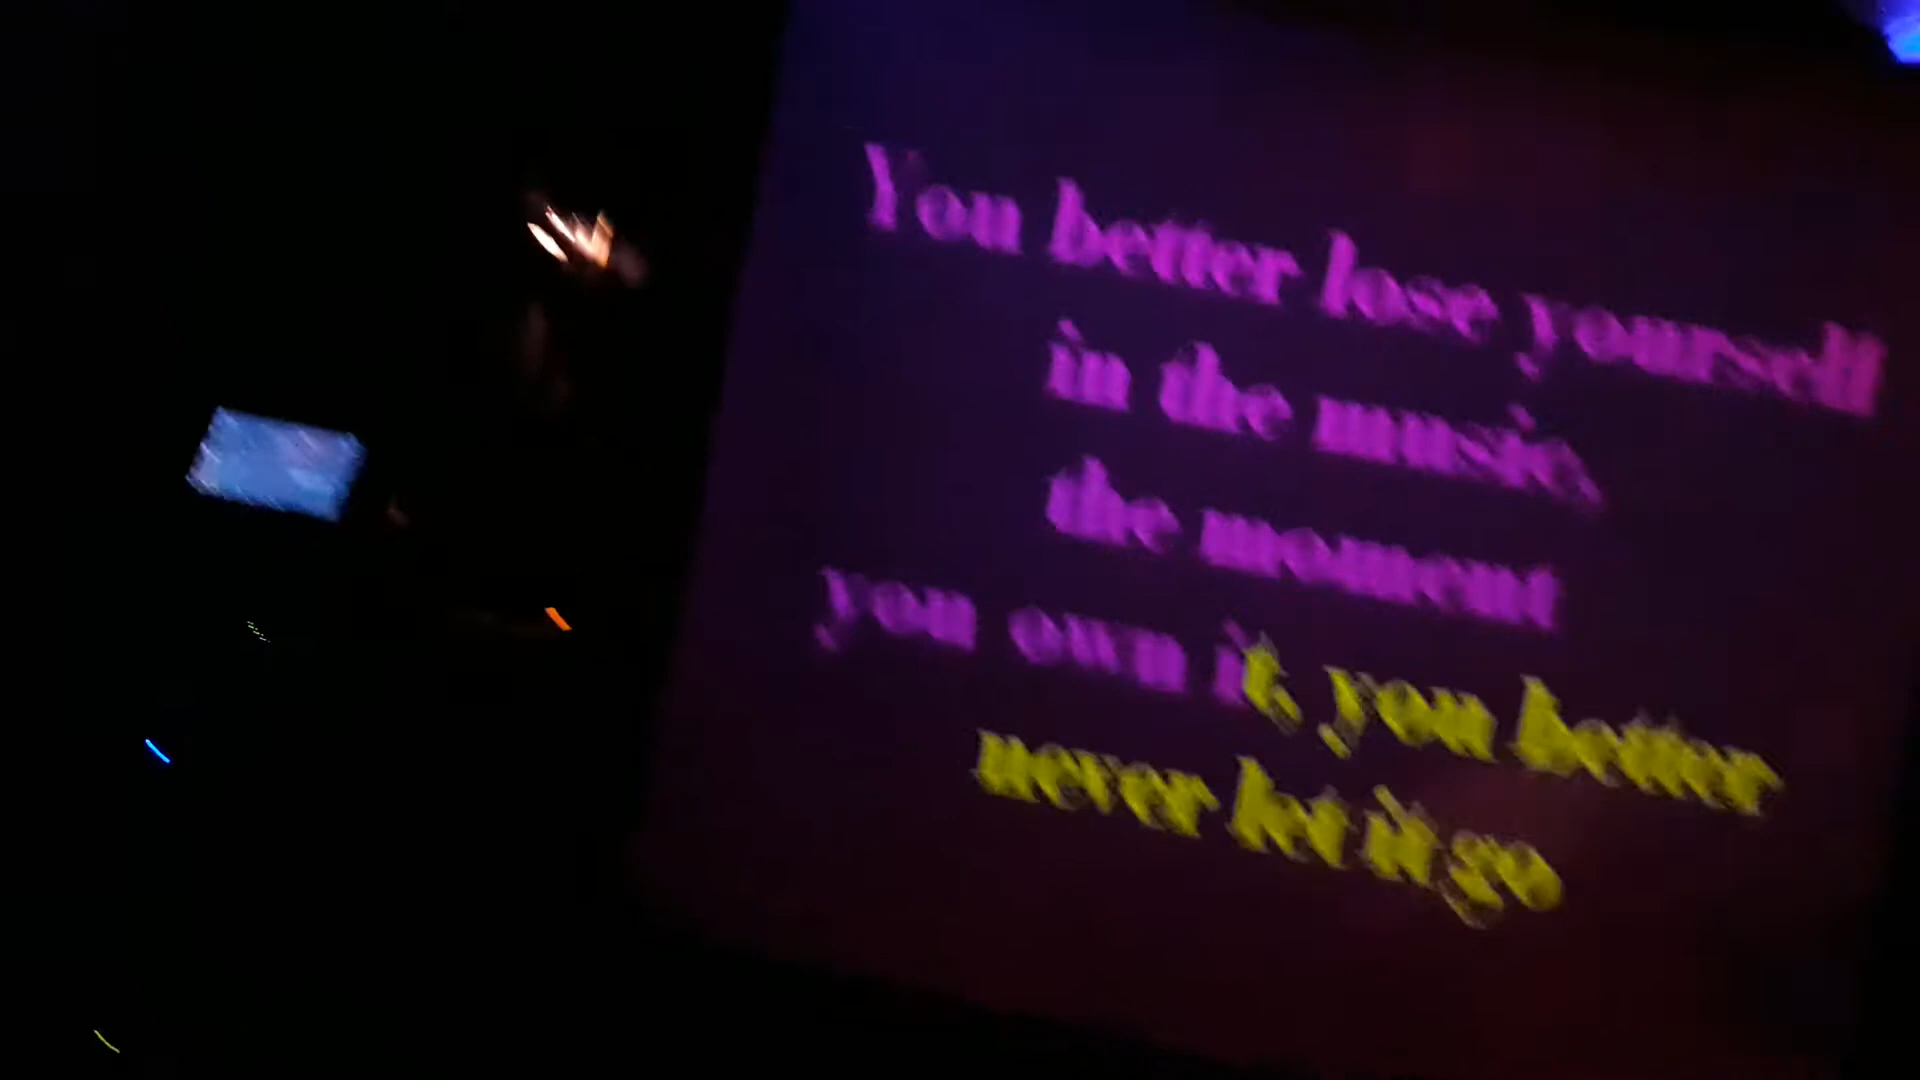 You better lose yourself
in the music,
the moment
you own it, you better
never let it go